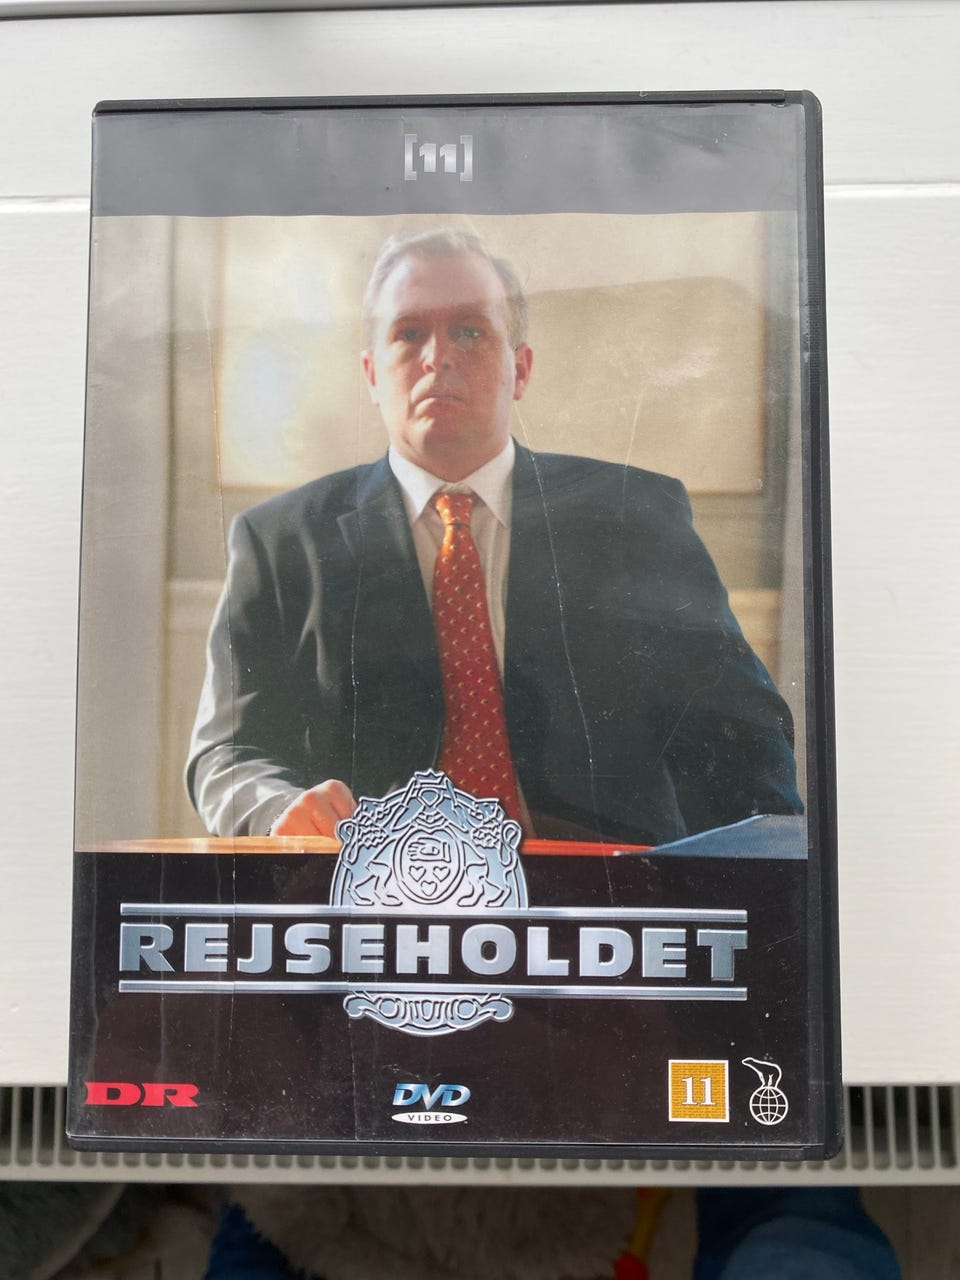 [11]
REJSEHOLDET
DR
DVD
VIDEO
11